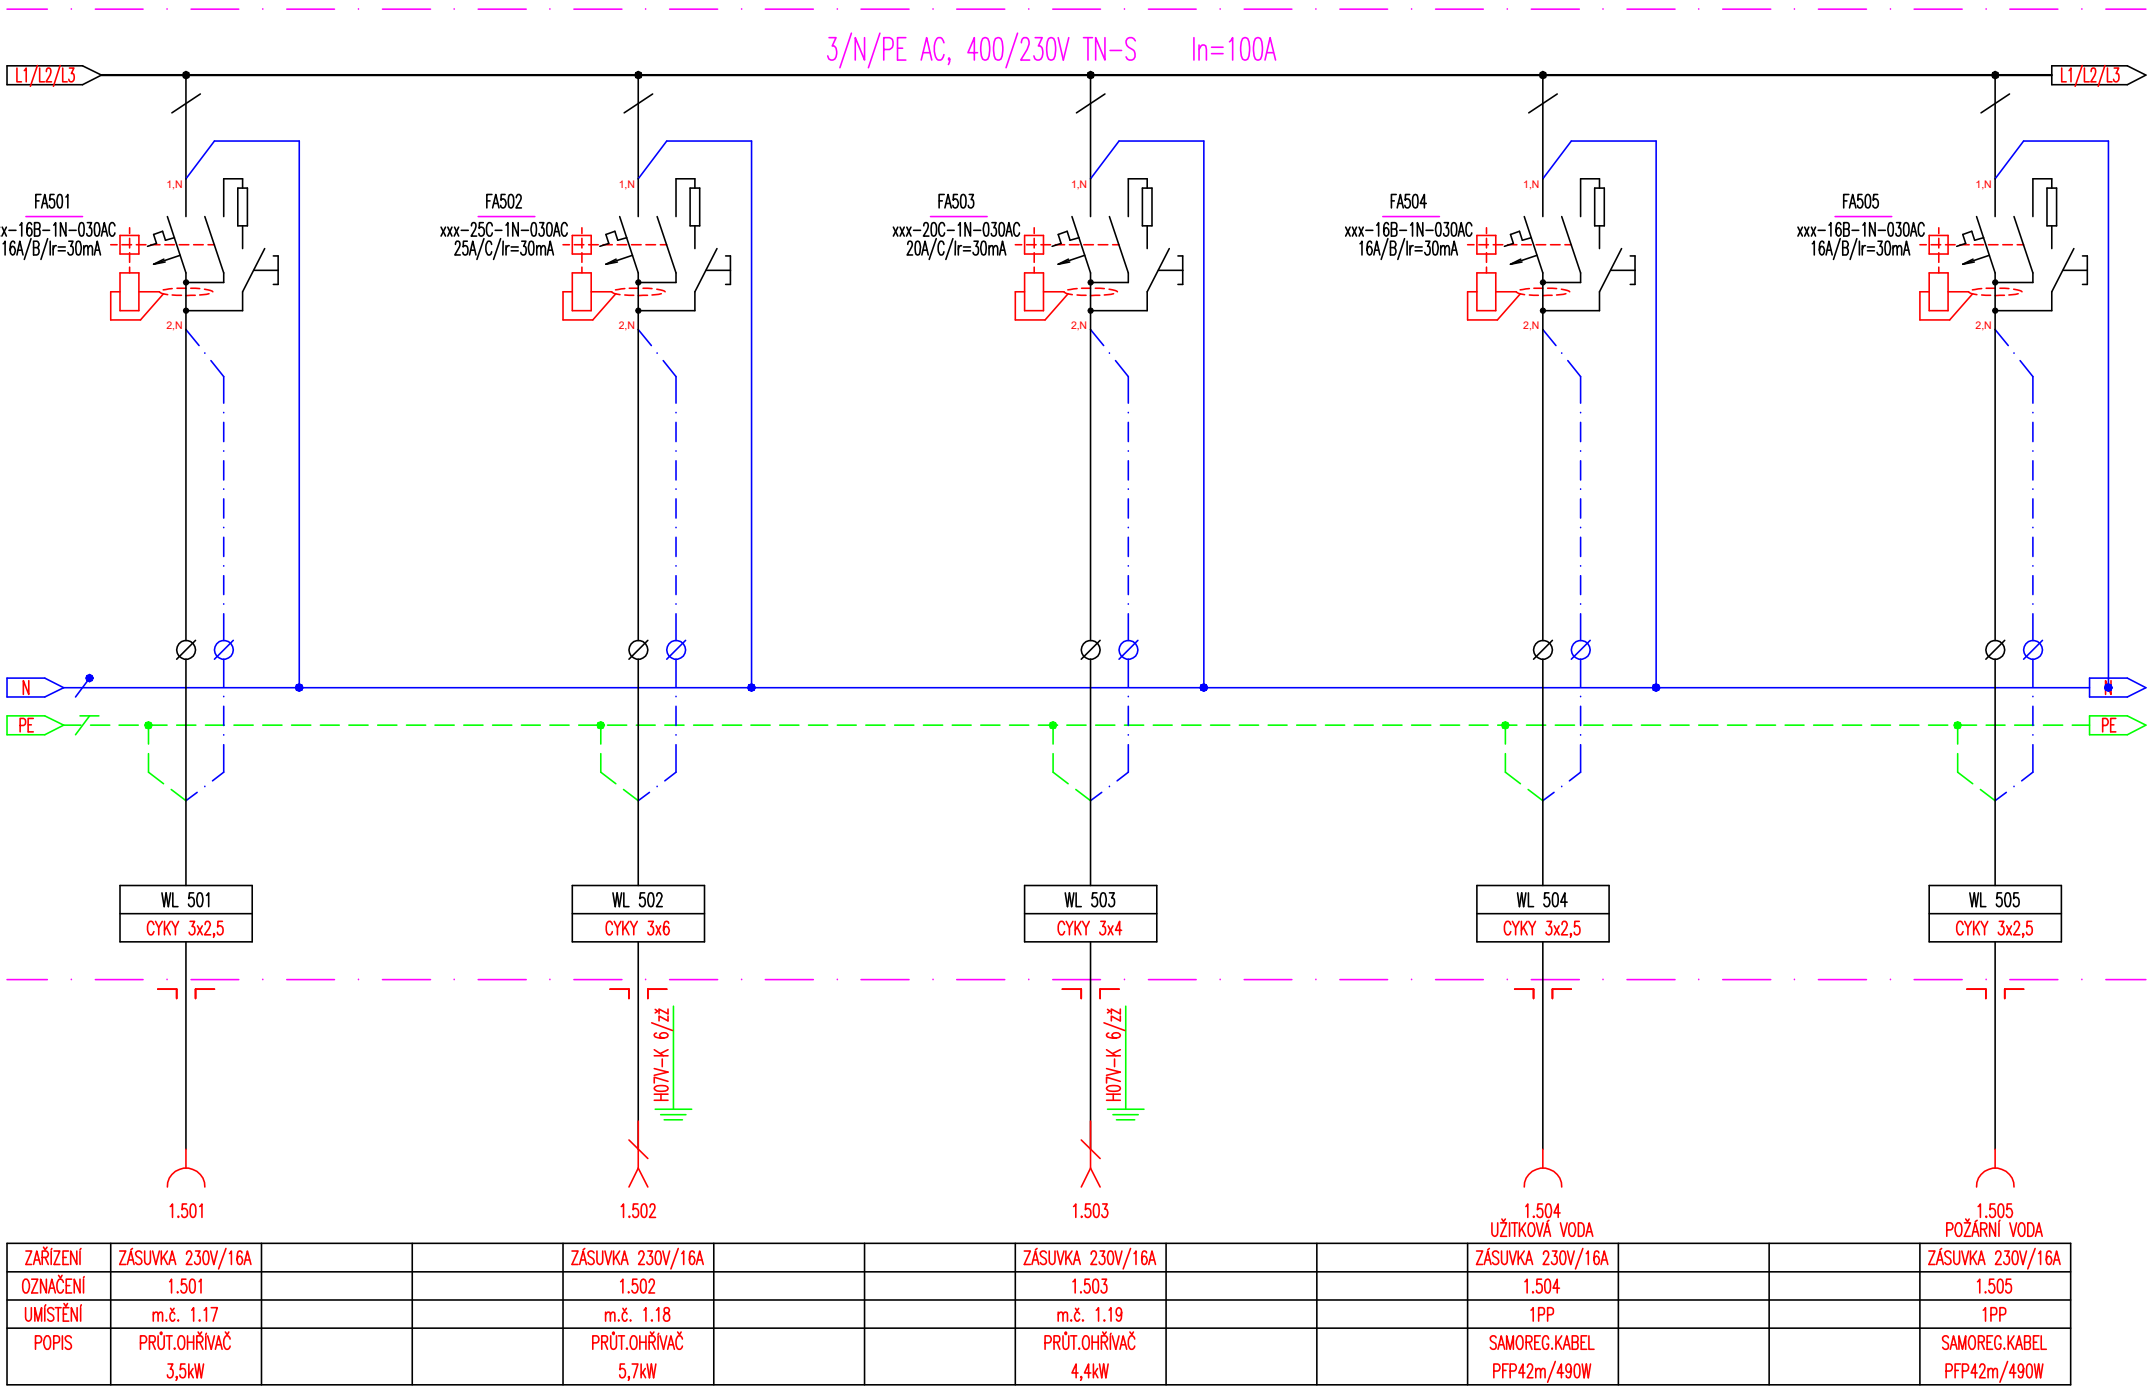 3/N/PE AC, 400/230V TN-S In=100A
L1/L2/L3 L1/L2/L3
1,N 1,N 1,N 1,N 1,N
FA501 FA502 FA503 FA504 FA505
x-16B-1N-030AC xxx-25C-1N-030AC xxx-20C-1N-030AC xxx-16B-1N-030AC xxx-16B-1N-030AC
16A/B/Ir=30mA 25A/C/Ir=30mA 20A/C/Ir=30mA 16A/B/Ir=30mA 16A/B/Ir=30mA
2,N 2,N 2,N 2,N 2,N
N N
PE PE
WL 501 WL 502 WL 503 WL 504 WL 505
CYKY 3x2,5 CYKY 3x6 CYKY 3x4 CYKY 3x2,5 CYKY 3x2,5
H07V-K 6/zž H07V-K 6/zž
1.501 1.502 1.503 1.504 1.505
UŽITKOVÁ VODA POŽÁRNÍ VODA
ZAŘÍZENÍ ZÁSUVKA 230V/16A ZÁSUVKA 230V/16A ZÁSUVKA 230V/16A ZÁSUVKA 230V/16A ZÁSUVKA 230V/16A
OZNAČENÍ 1.501 1.502 1.503 1.504 1.505
UMÍSTĚNÍ m.č. 1.17 m.č. 1.18 m.č. 1.19 1PP 1PP
POPIS PRŮT.OHŘÍVAČ PRŮT.OHŘÍVAČ PRŮT.OHŘÍVAČ SAMOREG.KABEL SAMOREG.KABEL
3,5kW 5,7kW 4,4kW PFP42m/490W PFP42m/490W